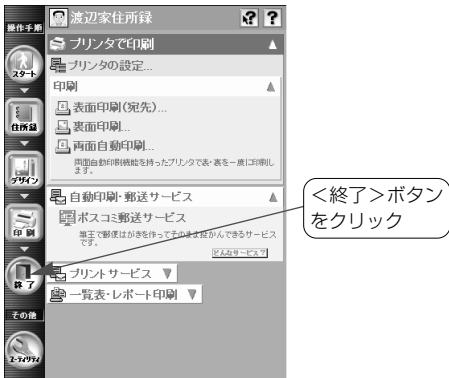 操作手順
スタート
住所録
デザイン
印刷
終了
その他
ユーティリティ
渡辺家住所録
プリンタで印刷
プリンタの設定...
印刷
表面印刷(宛先)...
裏面印刷...
両面自動印刷...
両面自動印刷機能を持ったプリンタで表・裏を一度に印刷し
ます。
自動印刷・郵送サービス
ポスコミ郵送サービス
筆王で郵便はがきを作ってそのまま投かんできるサービス
です。
どんなサービス?
プリントサービス
一覧表・レポート印刷
<終了>ボタン
をクリック